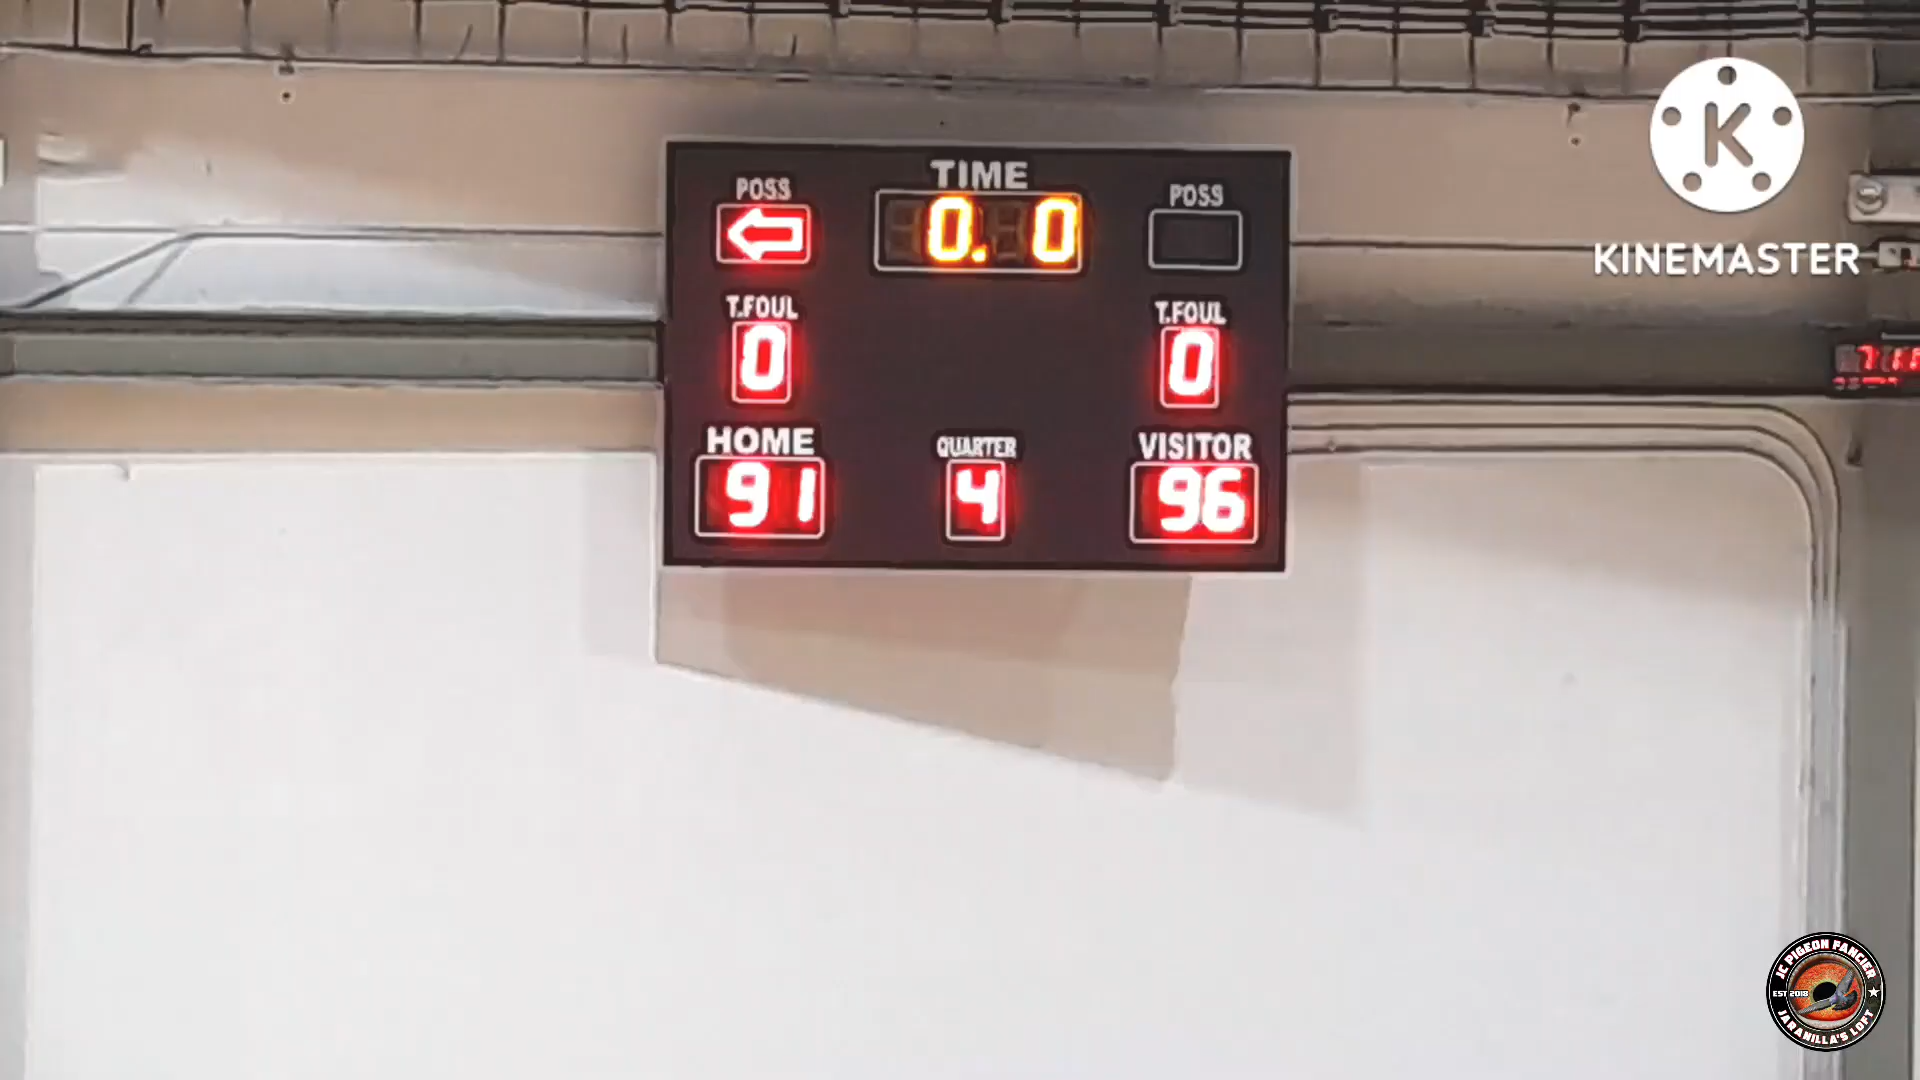 TIME
POSS
0.0
POSS
T.FOUL
0
T.FOUL
0
HOME
91
QUARTER
4
VISITOR
96
K
KINEMASTER
JC PIGEON FANCIER
EST 2018
JARANILLA'S LOFT